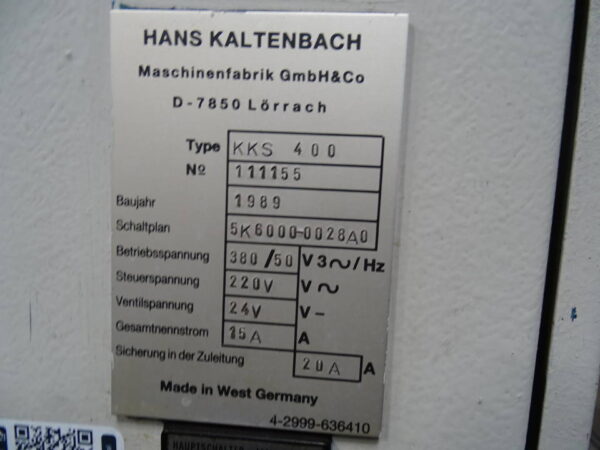 HANS KALTENBACH
Maschinenfabrik GmbH&Co
D-7850 Lörrach
Type KKS 400
Nº 111155
Baujahr 1989
Schaltplan 5K6000-0028A0
Betriebsspannung 380/50 V3~/Hz
Steuerspannung 220V V~
Ventilspannung 24V V-
Gesamtnennstrom 15A A
Sicherung in der Zuleitung 20A A
Made in West Germany
4-2999-636410
HAUPTSCHALTER